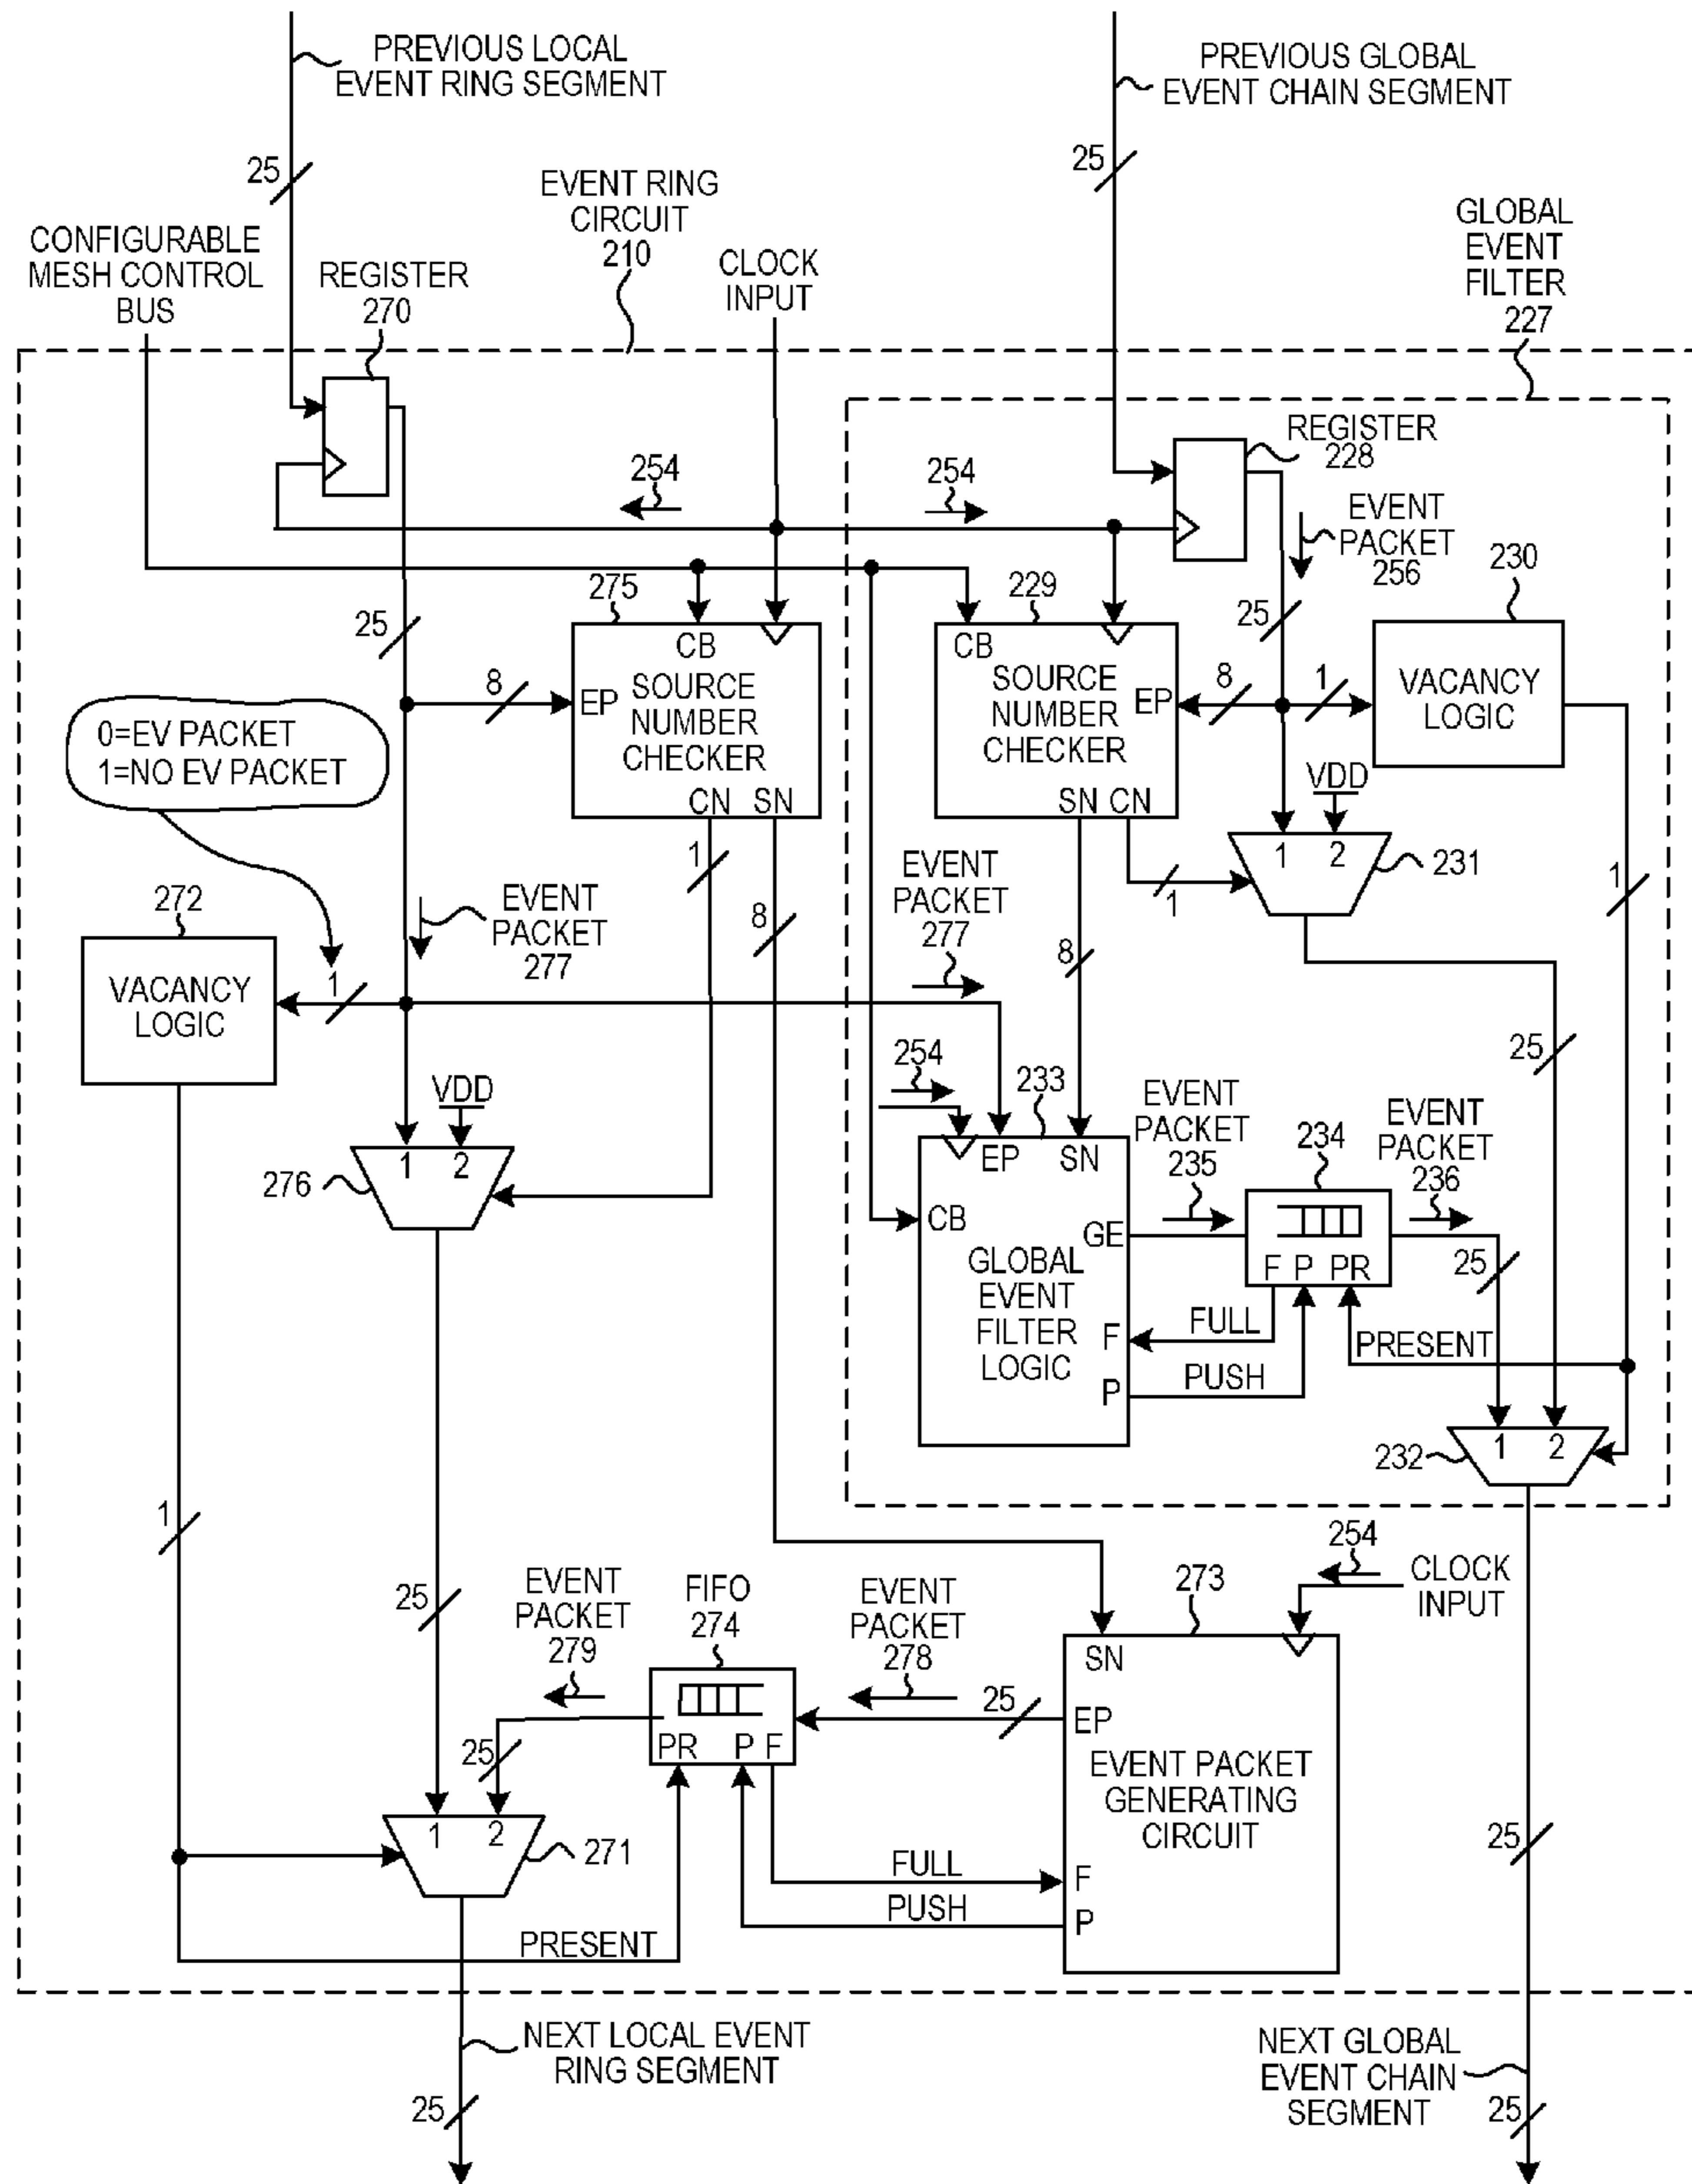 PREVIOUS LOCAL
EVENT RING SEGMENT
PREVIOUS GLOBAL
EVENT CHAIN SEGMENT
25
25
EVENT RING
CIRCUIT
210
CONFIGURABLE
MESH CONTROL
BUS
REGISTER
270
CLOCK
INPUT
GLOBAL
EVENT
FILTER
227
REGISTER
228
254
254
EVENT
PACKET
256
230
275
229
25
25
CB
CB
8
EP
SOURCE
NUMBER
CHECKER
SOURCE
NUMBER
CHECKER
EP
8
1
VACANCY
LOGIC
0=EV PACKET
1=NO EV PACKET
CN
SN
SN
CN
VDD
1
2
231
1
1
1
EVENT
PACKET
277
8
EVENT
PACKET
277
8
272
VACANCY
LOGIC
1
25
VDD
1
2
276
254
233
EP
SN
CB
GE
GLOBAL
EVENT
FILTER
LOGIC
F
P
EVENT
PACKET
235
234
EVENT
PACKET
236
F
P
PR
25
FULL
PRESENT
PUSH
1
2
232
1
254
CLOCK
INPUT
25
EVENT
PACKET
279
FIFO
274
EVENT
PACKET
278
273
SN
25
EP
PR
P
F
25
EVENT PACKET
GENERATING
CIRCUIT
1
2
271
FULL
F
PUSH
P
25
PRESENT
NEXT LOCAL EVENT
RING SEGMENT
25
NEXT GLOBAL
EVENT CHAIN
SEGMENT
25